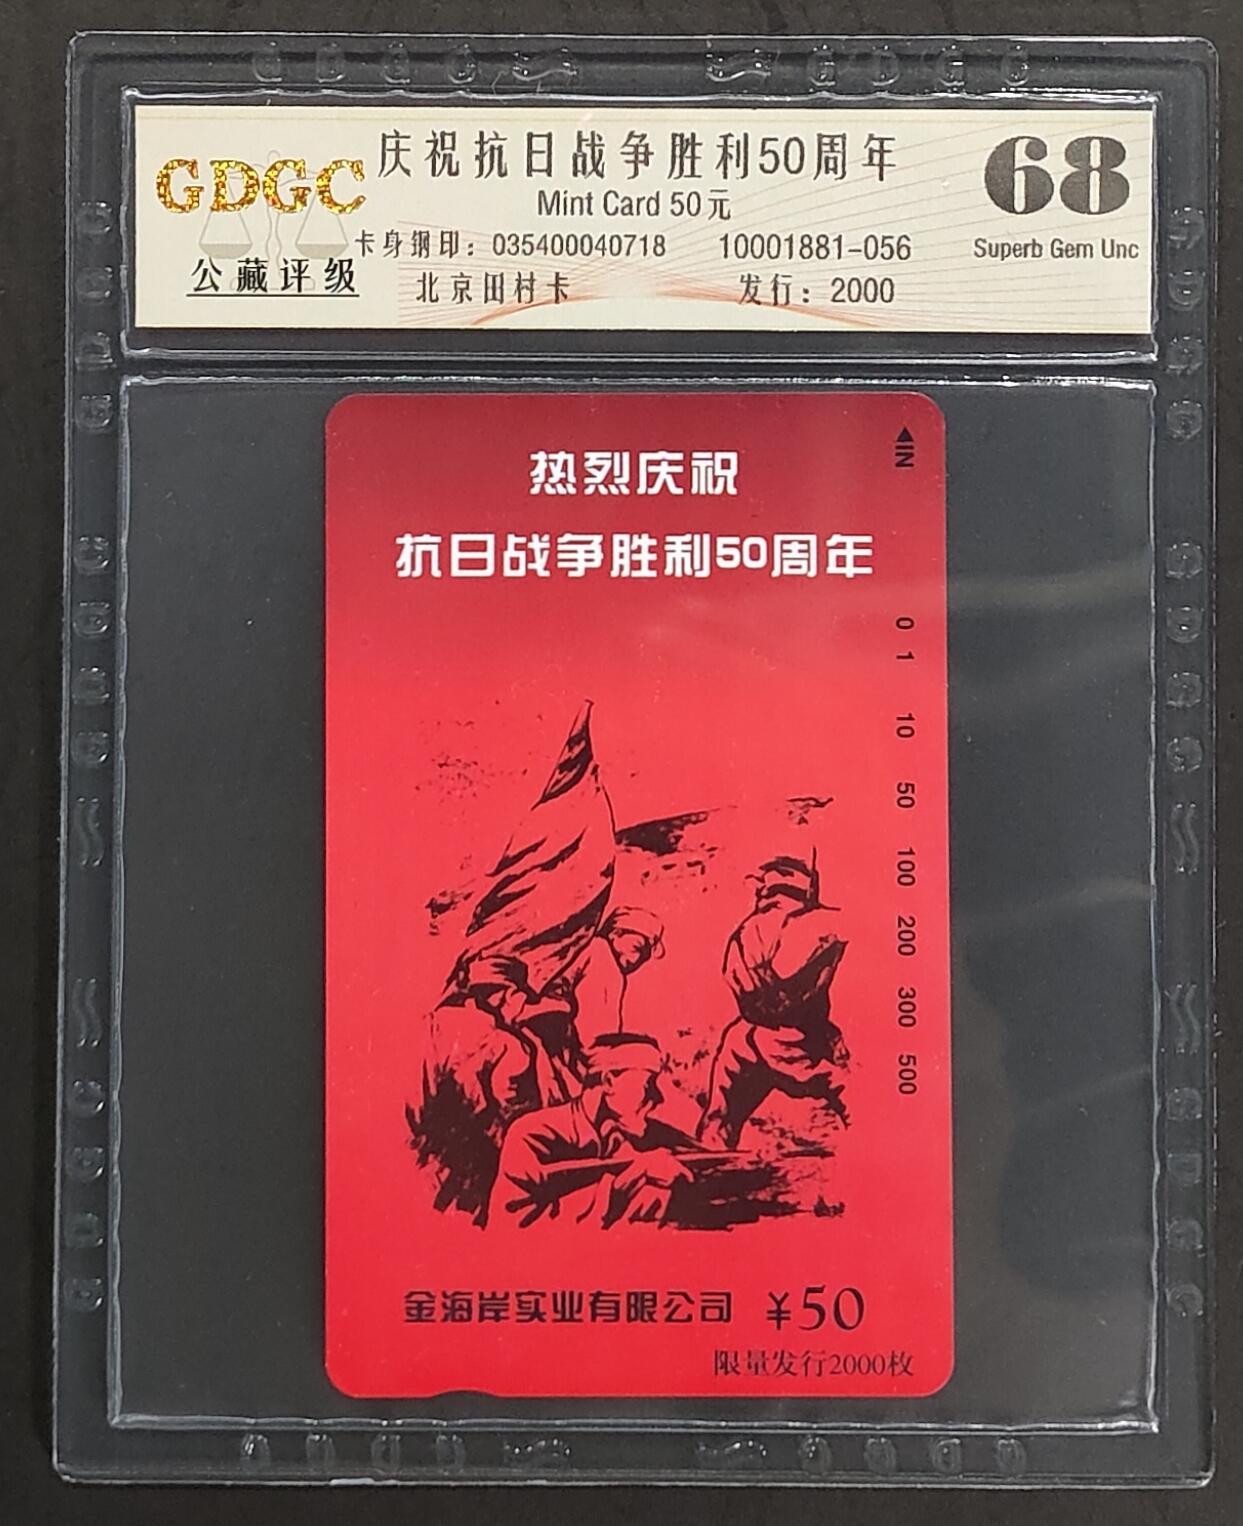 庆祝抗日战争胜利50周年
GDGC
68
Mint Card 50元
卡身钢印：035400040718 10001881-056 Superb Gem Unc
公藏评级
北京田村卡 发行：2000
◀IN
热烈庆祝
抗日战争胜利50周年
0 1 10 50 100 200 300 500
金海岸实业有限公司 ¥50
限量发行2000枚